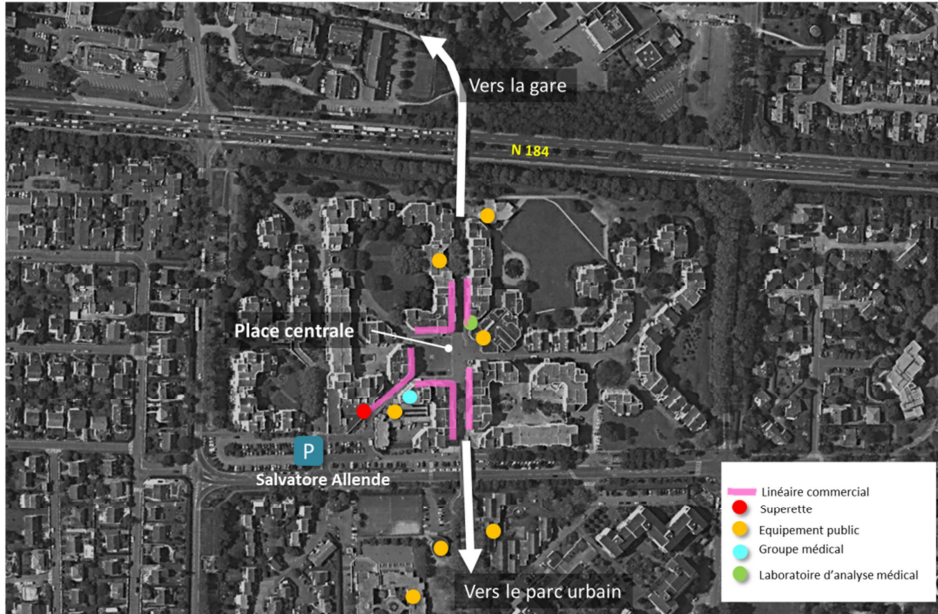 Vers la gare
N 184
Place centrale
P
Salvatore Allende
Linéaire commercial
Superette
Equipement public
Groupe médical
Laboratoire d'analyse médical
Vers le parc urbain